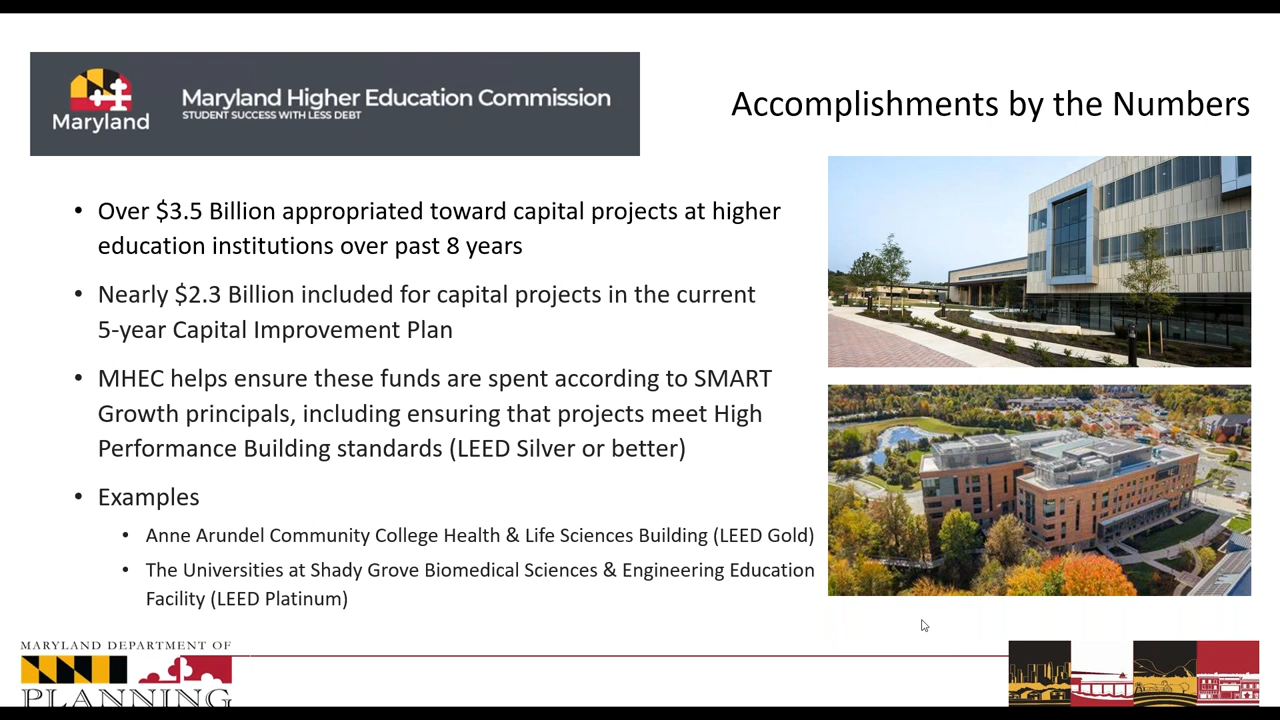 Maryland
Maryland Higher Education Commission
STUDENT SUCCESS WITH LESS DEBT
Accomplishments by the Numbers
• Over $3.5 Billion appropriated toward capital projects at higher
education institutions over past 8 years
• Nearly $2.3 Billion included for capital projects in the current
5-year Capital Improvement Plan
• MHEC helps ensure these funds are spent according to SMART
Growth principals, including ensuring that projects meet High
Performance Building standards (LEED Silver or better)
• Examples
• Anne Arundel Community College Health & Life Sciences Building (LEED Gold)
• The Universities at Shady Grove Biomedical Sciences & Engineering Education
Facility (LEED Platinum)
MARYLAND DEPARTMENT OF
PLANNING